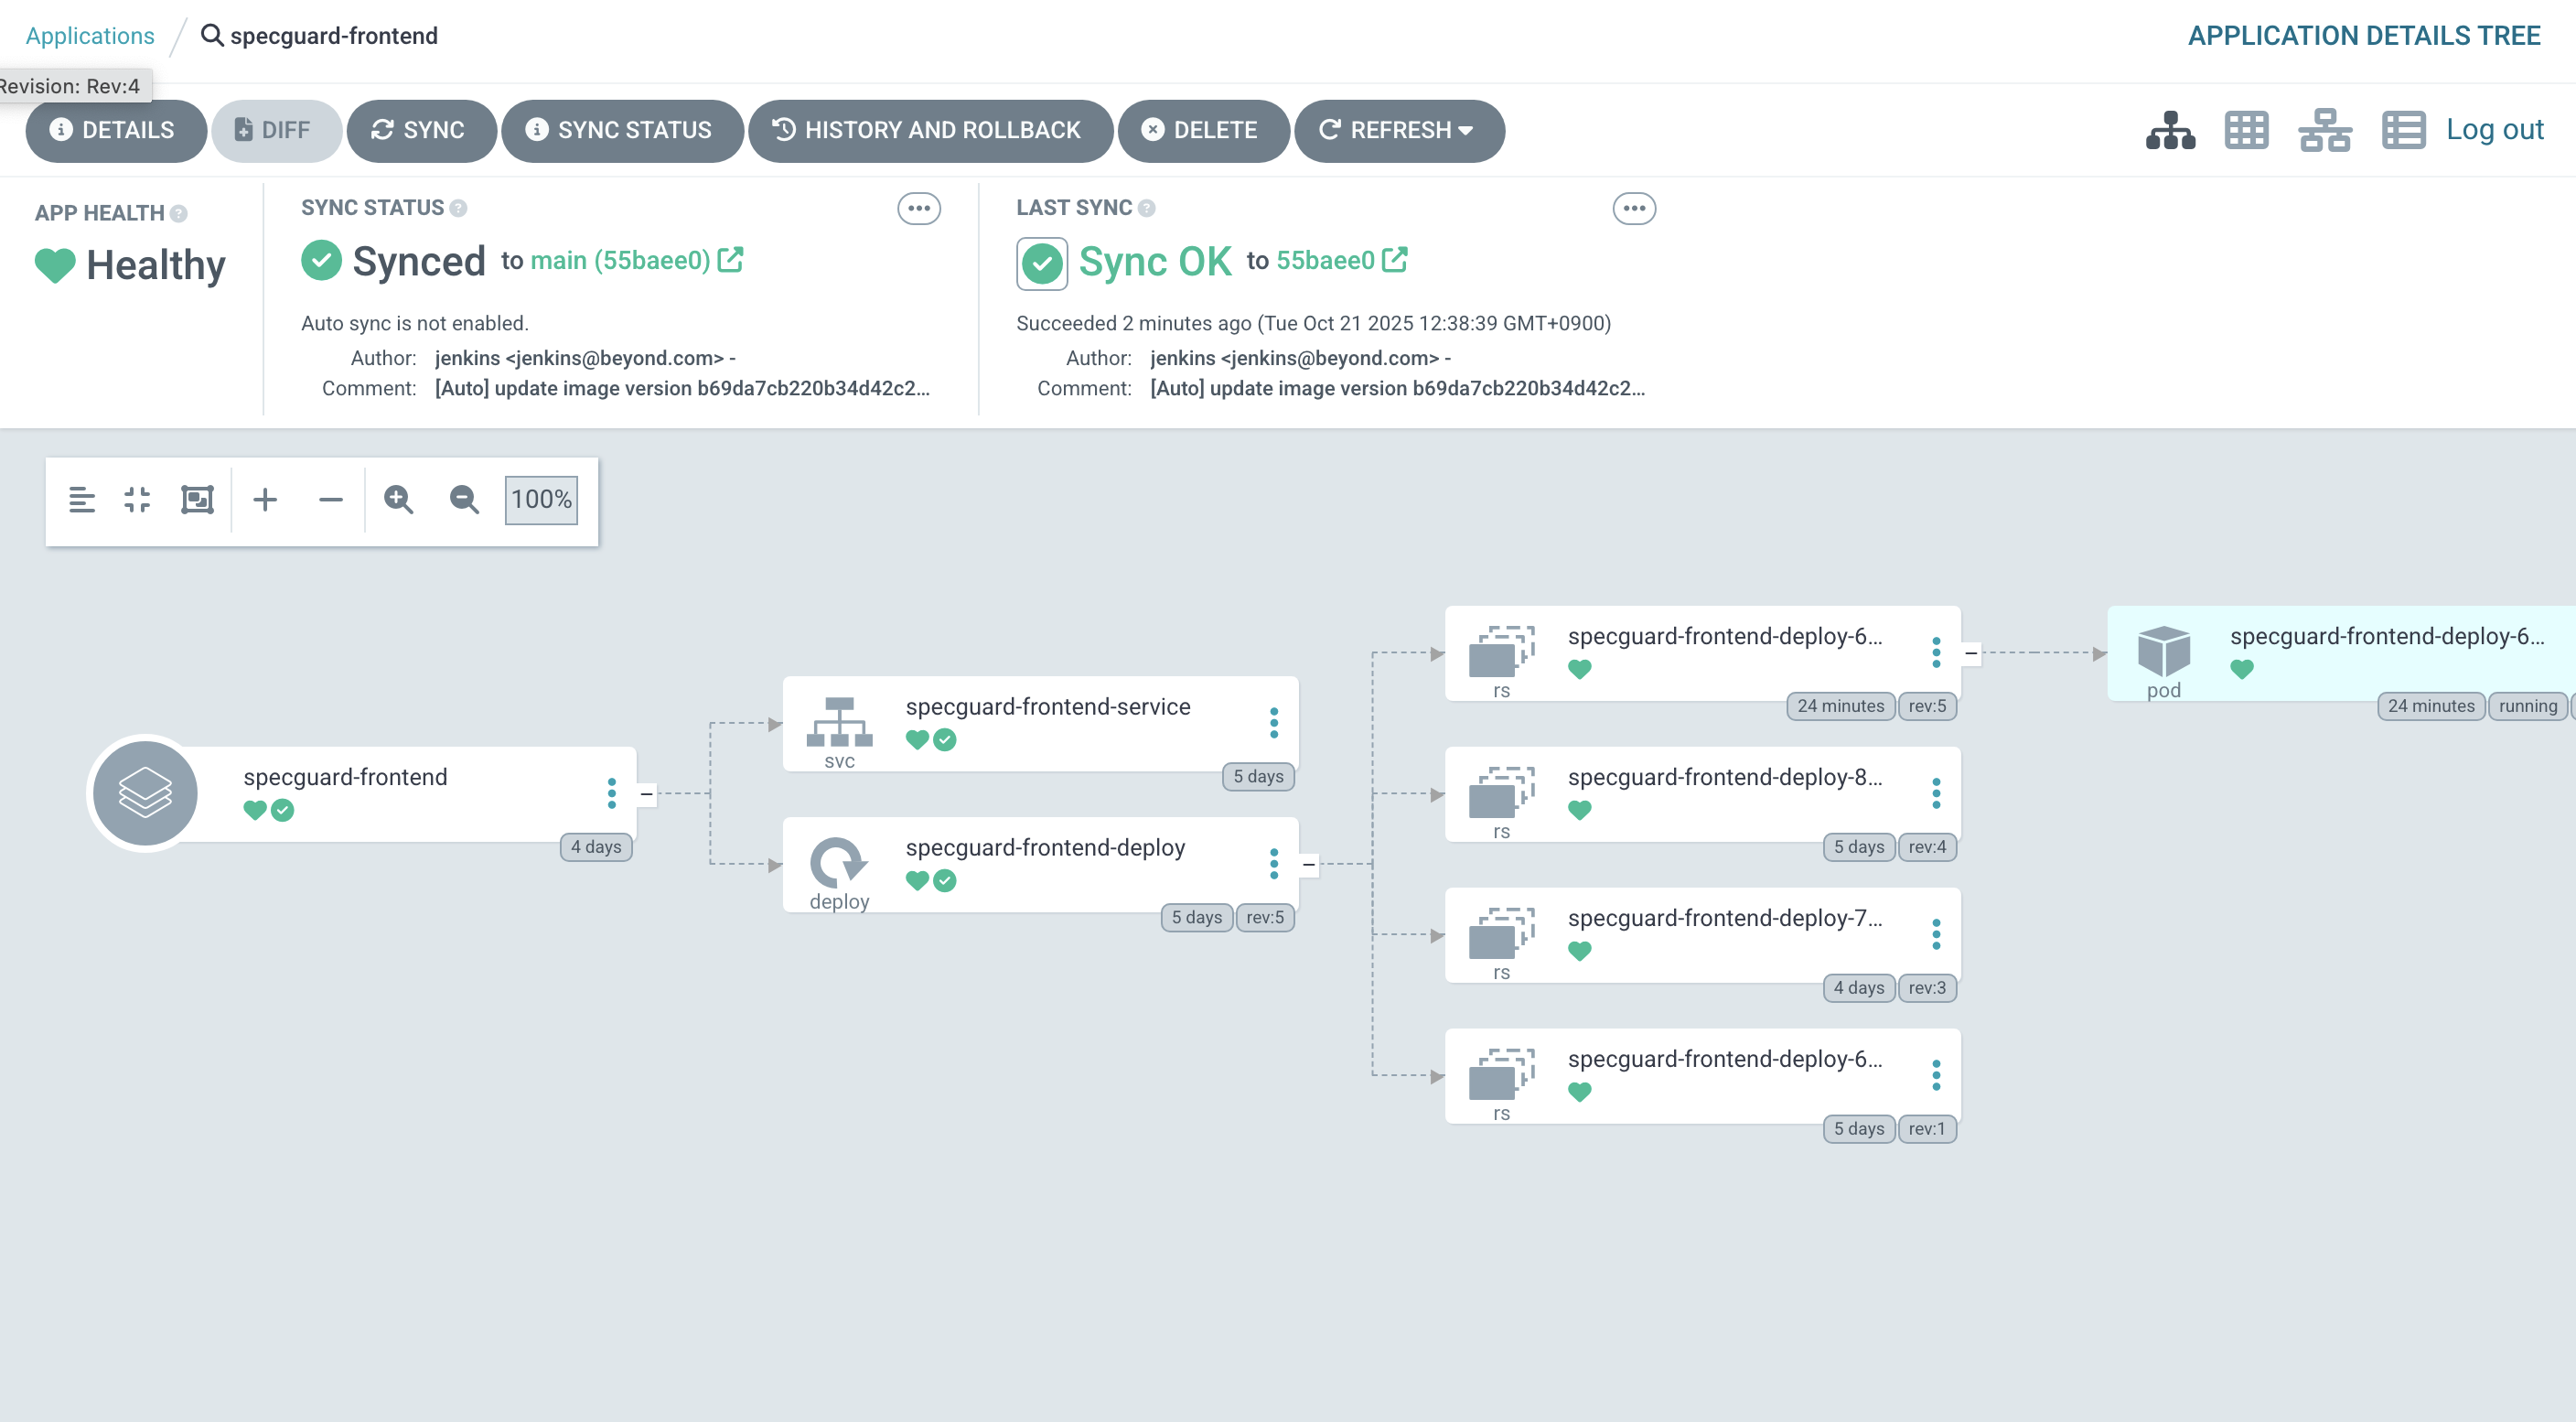 Applications / specguard-frontend
APPLICATION DETAILS TREE
Revision: Rev:4
DETAILS
DIFF
SYNC
SYNC STATUS
HISTORY AND ROLLBACK
DELETE
REFRESH
Log out
APP HEALTH
Healthy
SYNC STATUS
Synced to main (55baee0)
Auto sync is not enabled.
Author: jenkins <jenkins@beyond.com> -
Comment: [Auto] update image version b69da7cb220b34d42c2...
LAST SYNC
Sync OK to 55baee0
Succeeded 2 minutes ago (Tue Oct 21 2025 12:38:39 GMT+0900)
Author: jenkins <jenkins@beyond.com> -
Comment: [Auto] update image version b69da7cb220b34d42c2...
100%
specguard-frontend
4 days
specguard-frontend-service
svc
5 days
specguard-frontend-deploy
deploy
5 days rev:5
specguard-frontend-deploy-6...
rs
24 minutes rev:5
specguard-frontend-deploy-8...
rs
5 days rev:4
specguard-frontend-deploy-7...
rs
4 days rev:3
specguard-frontend-deploy-6...
rs
5 days rev:1
specguard-frontend-deploy-6...
pod
24 minutes running